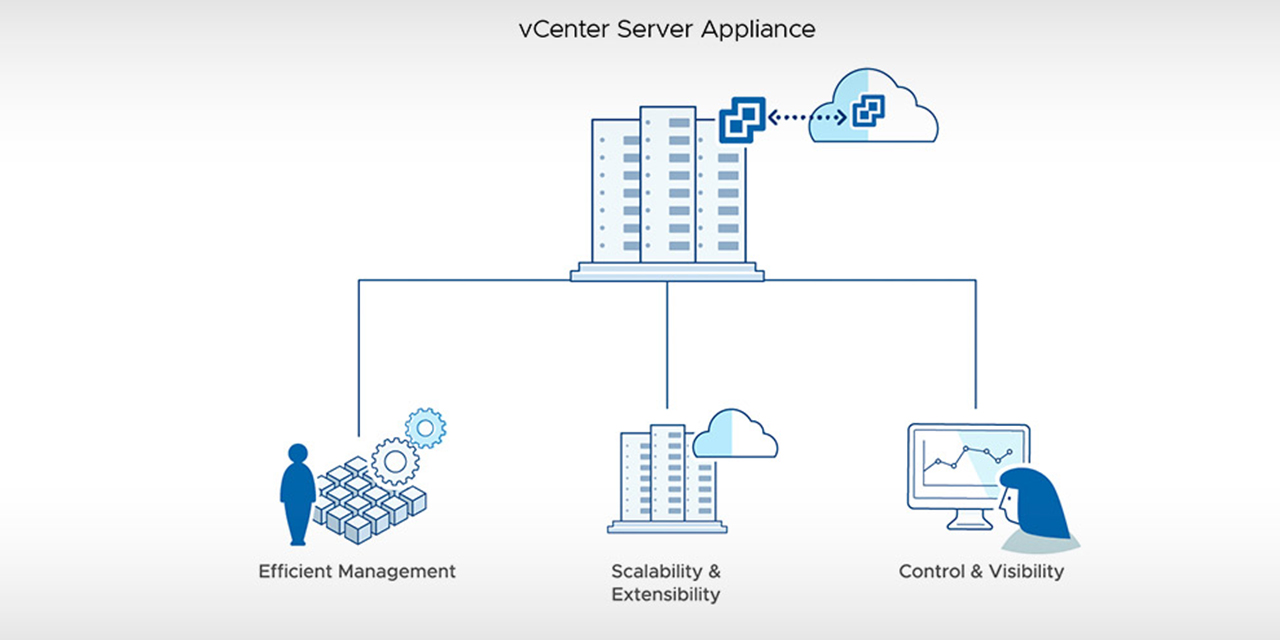 vCenter Server Appliance
Efficient Management
Scalability &
Extensibility
Control & Visibility